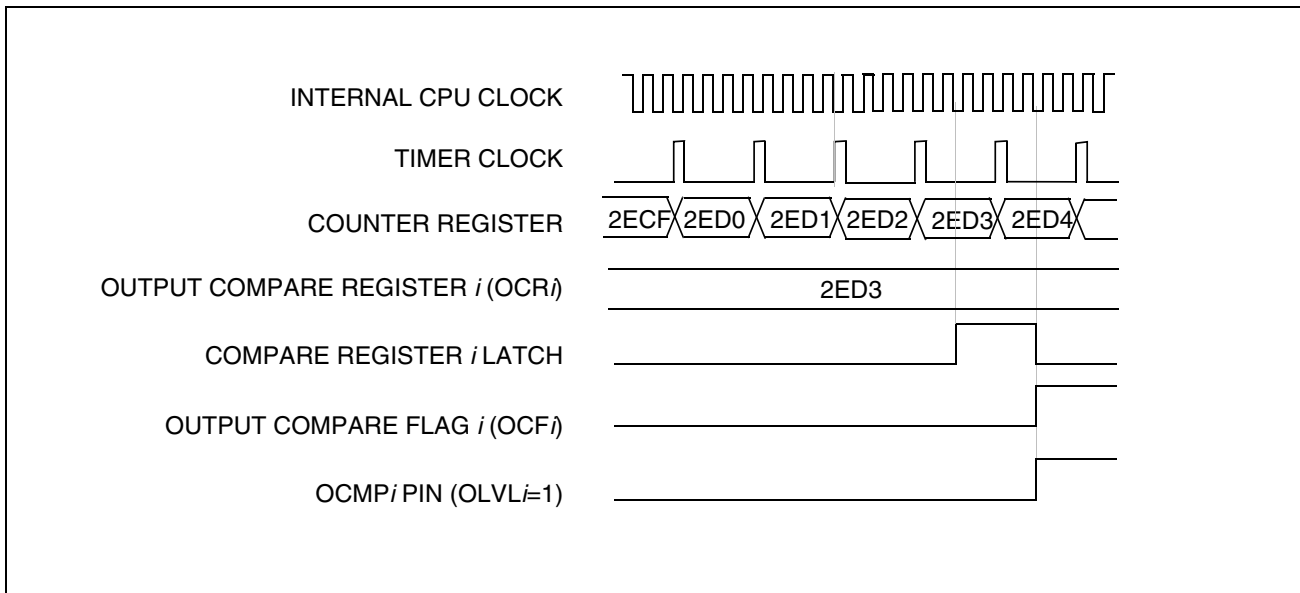 INTERNAL CPU CLOCK
TIMER CLOCK
COUNTER REGISTER 2ECF 2ED0 2ED1 2ED2 2ED3 2ED4
OUTPUT COMPARE REGISTER i (OCRi) 2ED3
COMPARE REGISTER i LATCH
OUTPUT COMPARE FLAG i (OCFi)
OCMPi PIN (OLVLi=1)